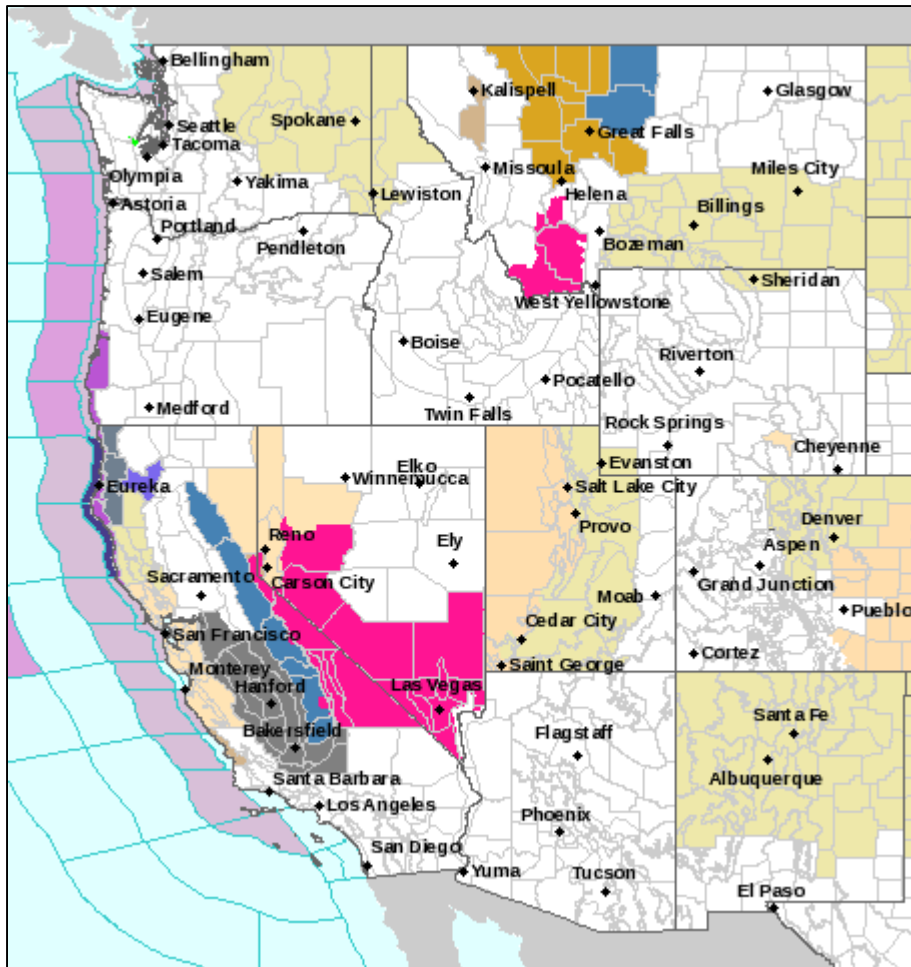 Bellingham
Kalispell
Glasgow
Seattle
Spokane
Great Falls
Tacoma
Olympia
Missoula
Miles City
Yakima
Lewiston
Helena
Astoria
Billings
Portland
Pendleton
Bozeman
Salem
Sheridan
West Yellowstone
Eugene
Boise
Riverton
Pocatello
Medford
Twin Falls
Rock Springs
Cheyenne
Elko
Evanston
Winnemucca
Eureka
Salt Lake City
Provo
Denver
Reno
Ely
Aspen
Carson City
Grand Junction
Sacramento
Moab
Pueblo
San Francisco
Cedar City
Cortez
Monterey
Saint George
Hanford
Las Vegas
Santa Fe
Flagstaff
Bakersfield
Albuquerque
Santa Barbara
Los Angeles
Phoenix
San Diego
Yuma
Tucson
El Paso